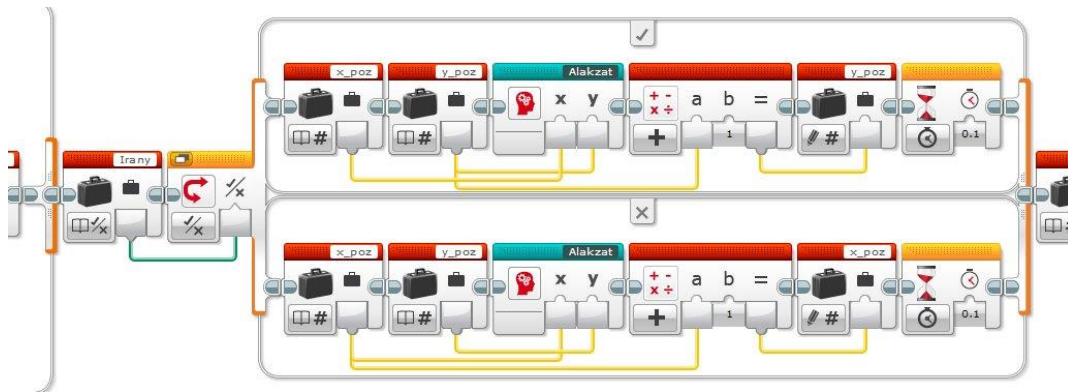 x_poz
y_poz
Alakzat
y_poz
#
#
x
y
+ -
x ÷
+
a
b
=
1
#
0.1
Irany
#
x_poz
y_poz
Alakzat
x_poz
#
#
x
y
+ -
x ÷
+
a
b
=
1
#
0.1